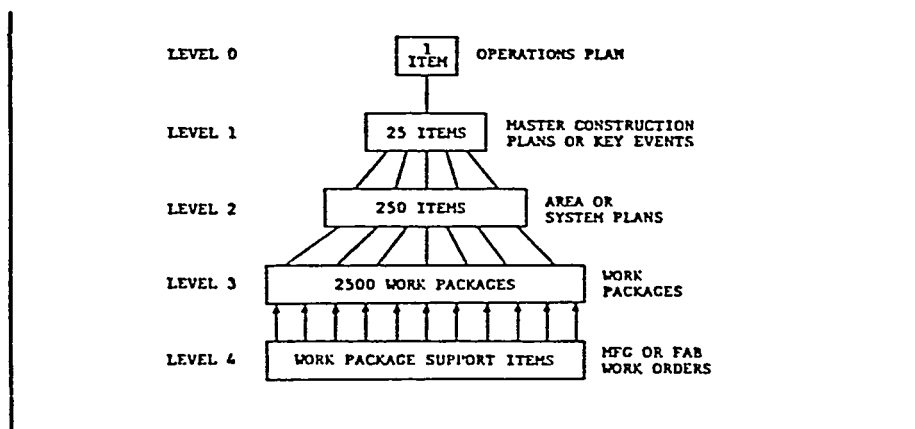 LEVEL 0
1
ITEM
OPERATIONS PLAN
LEVEL 1
25 ITEMS
MASTER CONSTRUCTION
PLANS OR KEY EVENTS
LEVEL 2
250 ITEMS
AREA OR
SYSTEM PLANS
LEVEL 3
2500 WORK PACKAGES
WORK
PACKAGES
LEVEL 4
WORK PACKAGE SUPPORT ITEMS
MFG OR FAB
WORK ORDERS